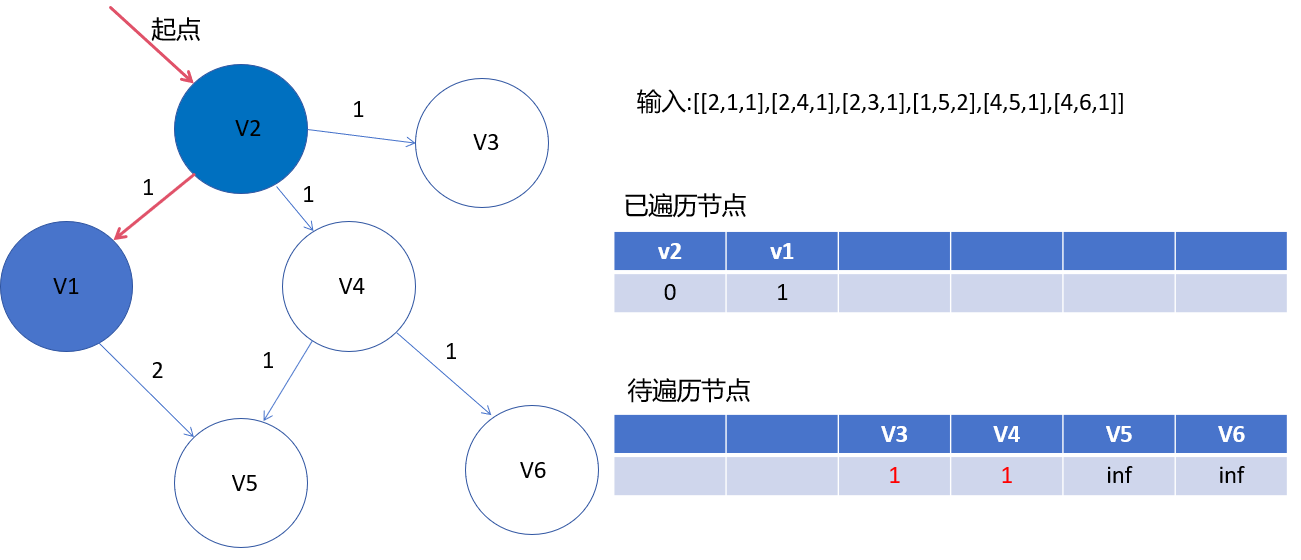 起点
V2
1
V3
1
1
V1
V4
2
1
1
V5
V6
输入:[[2,1,1],[2,4,1],[2,3,1],[1,5,2],[4,5,1],[4,6,1]]
已遍历节点
v2 v1
0 1
待遍历节点
V3 V4 V5 V6
1 1 inf inf